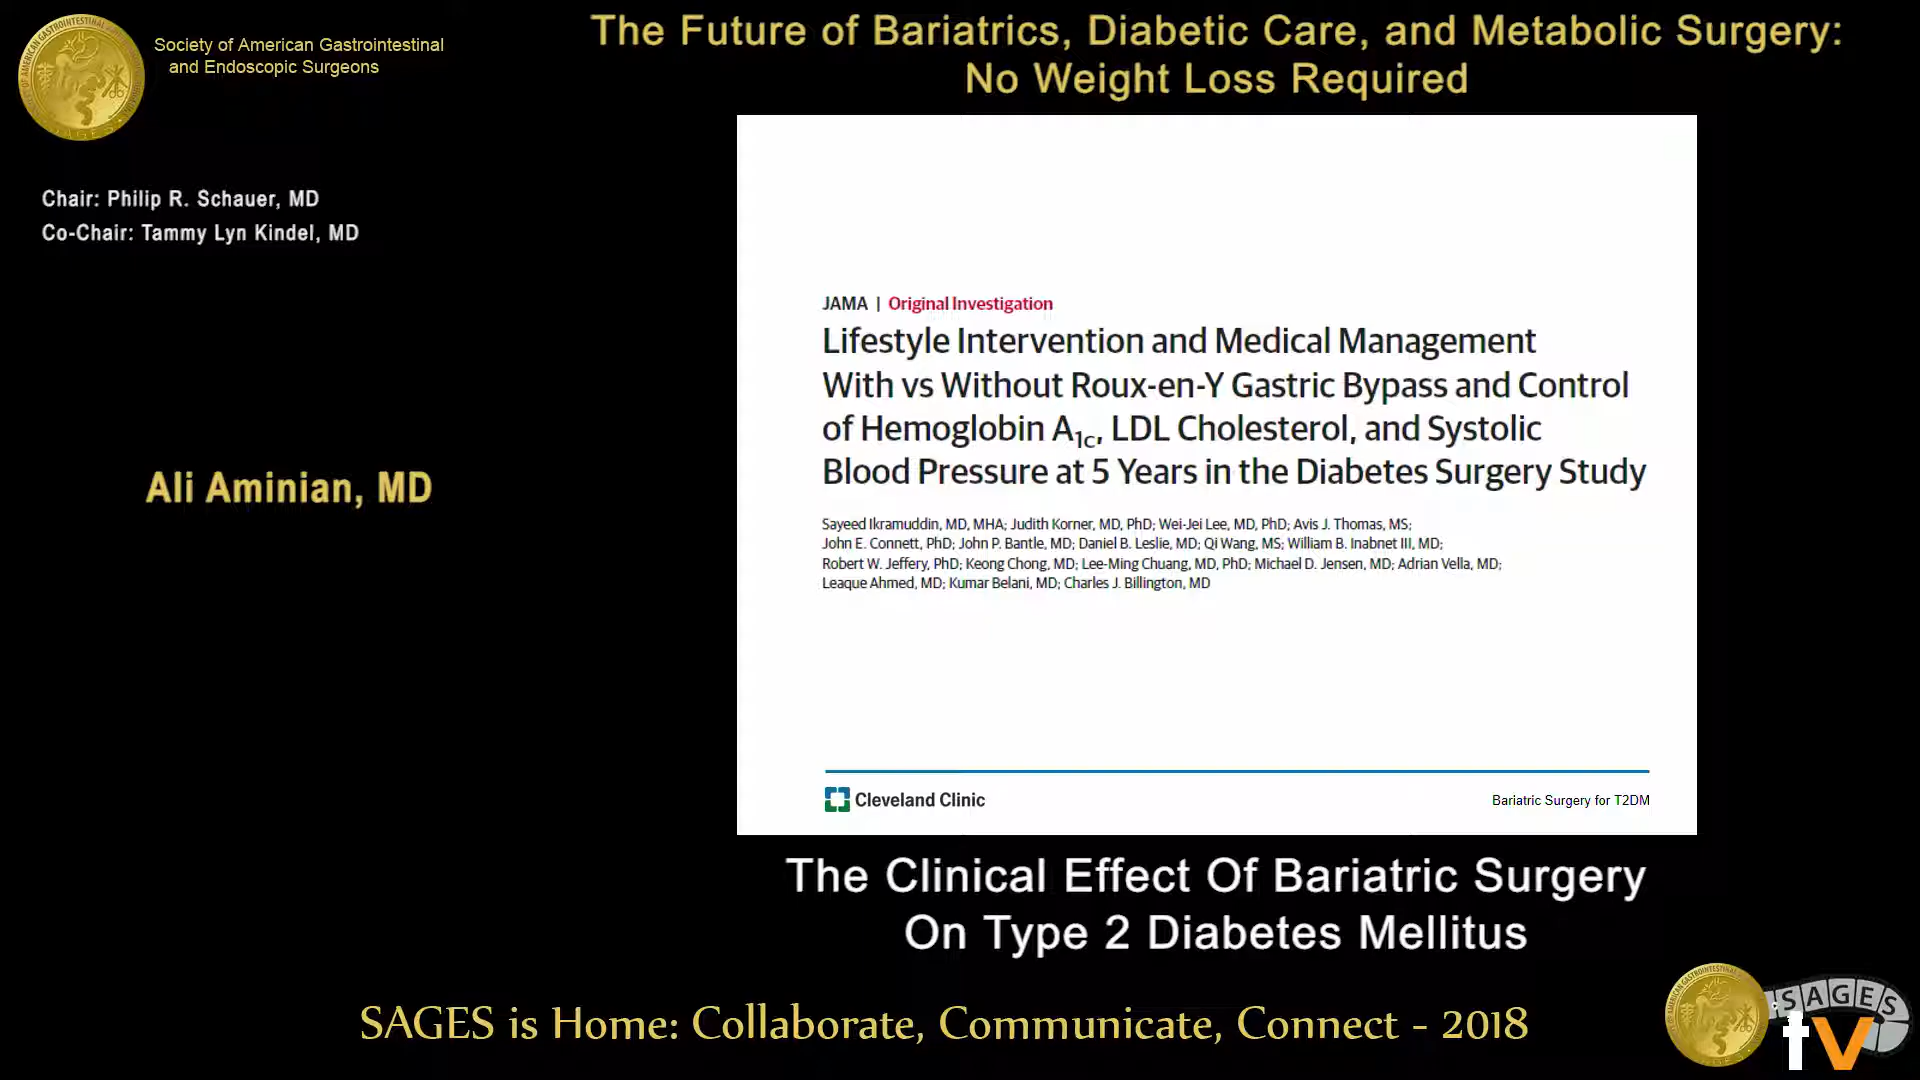 Society of American Gastrointestinal
and Endoscopic Surgeons
The Future of Bariatrics, Diabetic Care, and Metabolic Surgery:
No Weight Loss Required
Chair: Philip R. Schauer, MD
Co-Chair: Tammy Lyn Kindel, MD
Ali Aminian, MD
JAMA | Original Investigation
Lifestyle Intervention and Medical Management
With vs Without Roux-en-Y Gastric Bypass and Control
of Hemoglobin A1c, LDL Cholesterol, and Systolic
Blood Pressure at 5 Years in the Diabetes Surgery Study
Sayeed Ikramuddin, MD, MHA; Judith Korner, MD, PhD; Wei-Jei Lee, MD, PhD; Avis J. Thomas, MS;
John E. Connett, PhD; John P. Bantle, MD; Daniel B. Leslie, MD; Qi Wang, MS; William B. Inabnet III, MD;
Robert W. Jeffery, PhD; Keong Chong, MD; Lee-Ming Chuang, MD, PhD; Michael D. Jensen, MD; Adrian Vella, MD;
Leaque Ahmed, MD; Kumar Belani, MD; Charles J. Billington, MD
Cleveland Clinic
Bariatric Surgery for T2DM
The Clinical Effect Of Bariatric Surgery
On Type 2 Diabetes Mellitus
SAGES is Home: Collaborate, Communicate, Connect - 2018
SAGES
tv